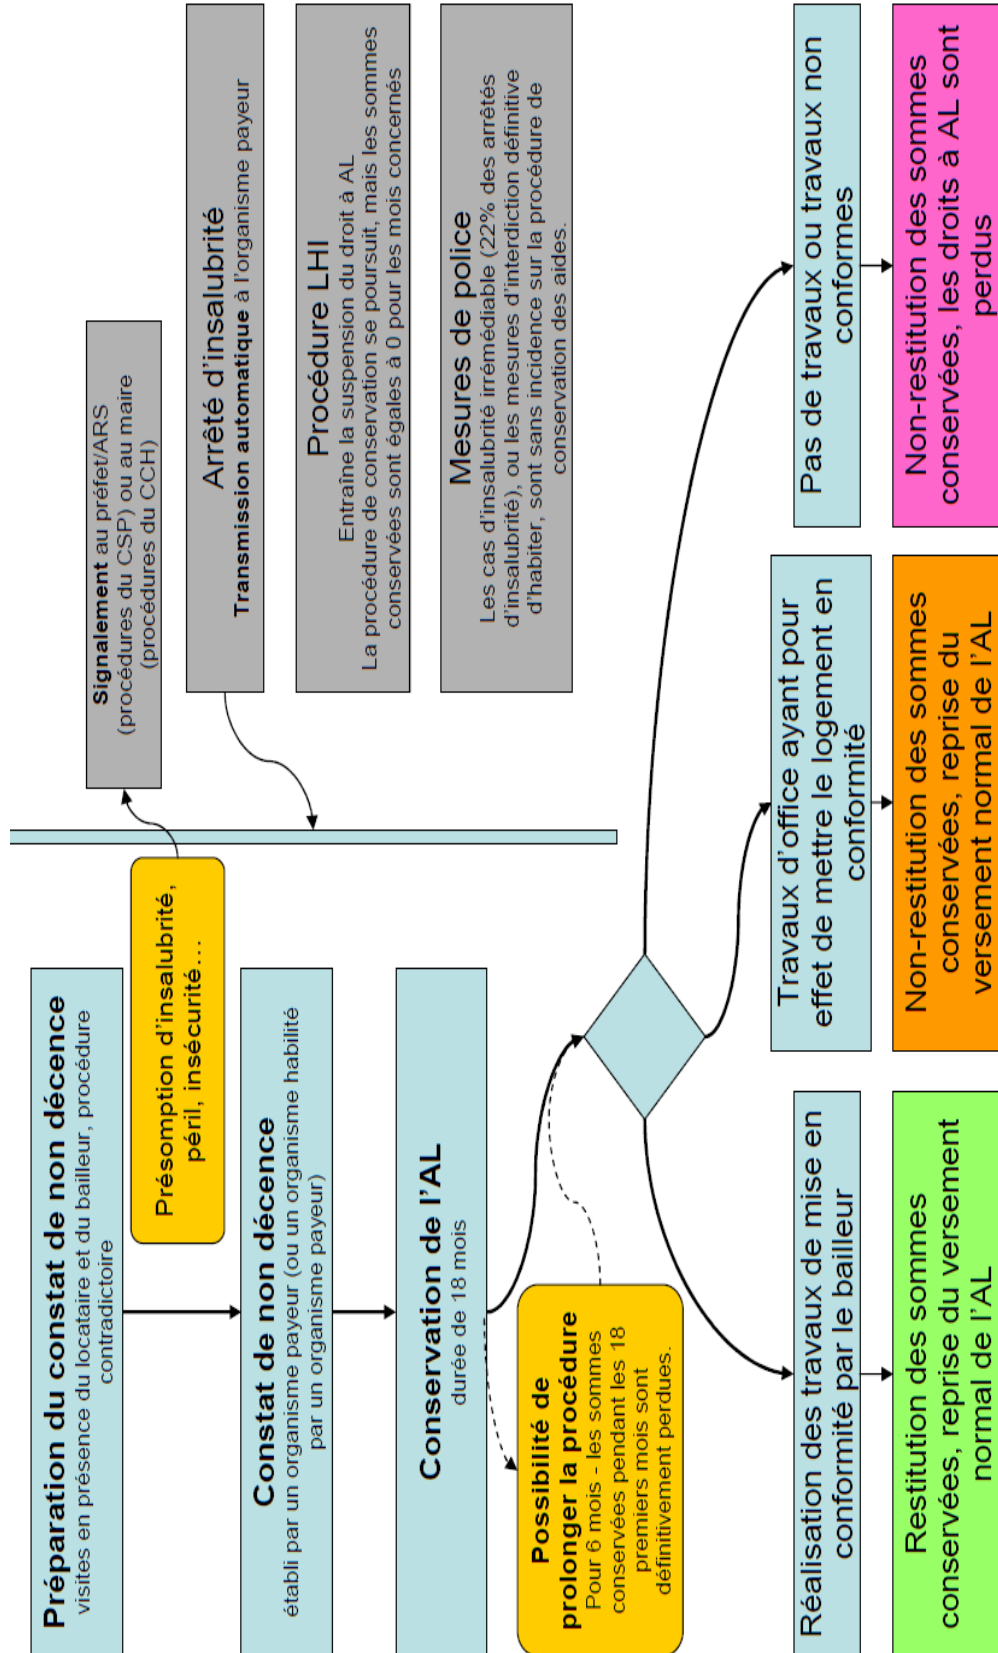 Préparation du constat de non décence
visites en présence du locataire et du bailleur, procédure
contradictoire
Présomption d'insalubrité,
péril, insécurité…
Signalement au préfet/ARS
(procédures du CSP) ou au maire
(procédures du CCH)
Constat de non décence
établi par un organisme payeur (ou un organisme habilité
par un organisme payeur)
Arrêté d'insalubrité
Transmission automatique à l'organisme payeur
Conservation de l'AL
durée de 18 mois
Procédure LHI
Entraîne la suspension du droit à AL
La procédure de conservation se poursuit, mais les sommes
conservées sont égales à 0 pour les mois concernés
Mesures de police
Les cas d'insalubrité irrémédiable (22% des arrêtés
d'insalubrité), ou les mesures d'interdiction définitive
d'habiter, sont sans incidence sur la procédure de
conservation des aides.
Possibilité de
prolonger la procédure
Pour 6 mois - les sommes
conservées pendant les 18
premiers mois sont
définitivement perdues.
Réalisation des travaux de mise en
conformité par le bailleur
Travaux d'office ayant pour
effet de mettre le logement en
conformité
Pas de travaux ou travaux non
conformes
Restitution des sommes
conservées, reprise du versement
normal de l'AL
Non-restitution des sommes
conservées, reprise du
versement normal de l'AL
Non-restitution des sommes
conservées, les droits à AL sont
perdus